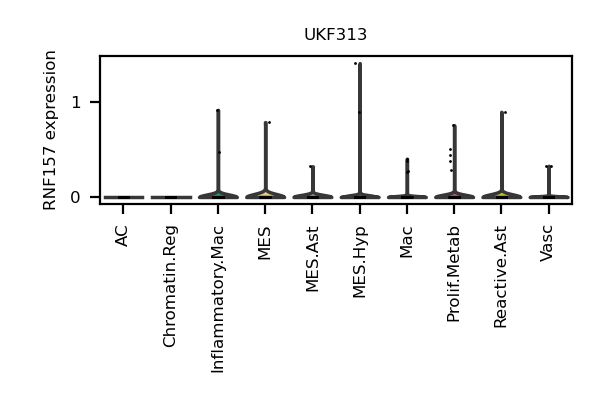 UKF313
RNF157 expression
1
0
AC
Chromatin.Reg
Inflammatory.Mac
MES
MES.Ast
MES.Hyp
Mac
Prolif.Metab
Reactive.Ast
Vasc